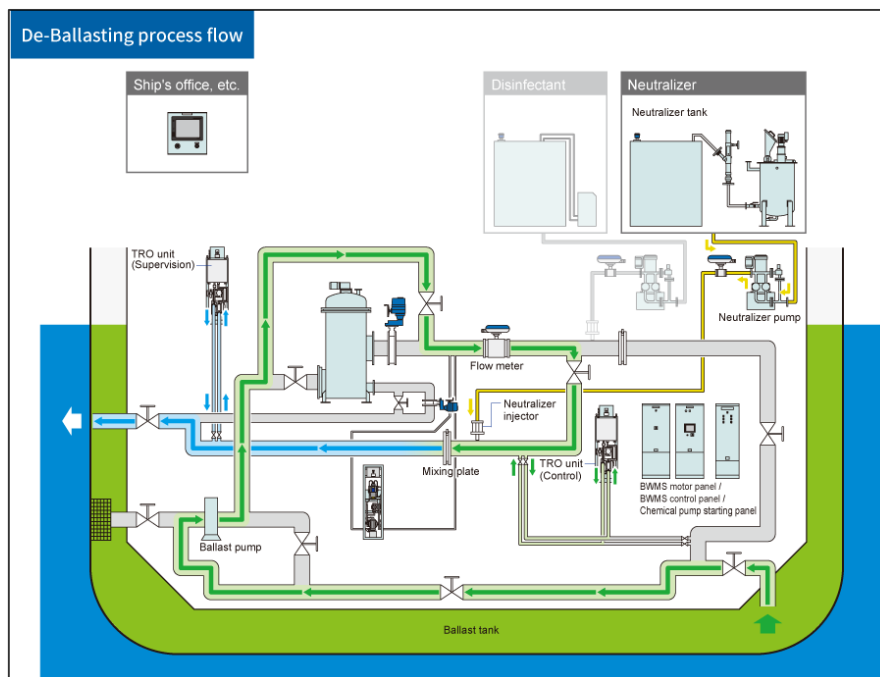 De-Ballasting process flow
Ship's office, etc.
Disinfectant
Neutralizer
Neutralizer tank
TRO unit
(Supervision)
Neutralizer pump
Flow meter
Neutralizer
injector
Mixing plate
TRO unit
(Control)
BWMS motor panel /
BWMS control panel /
Chemical pump starting panel
Ballast pump
Ballast tank